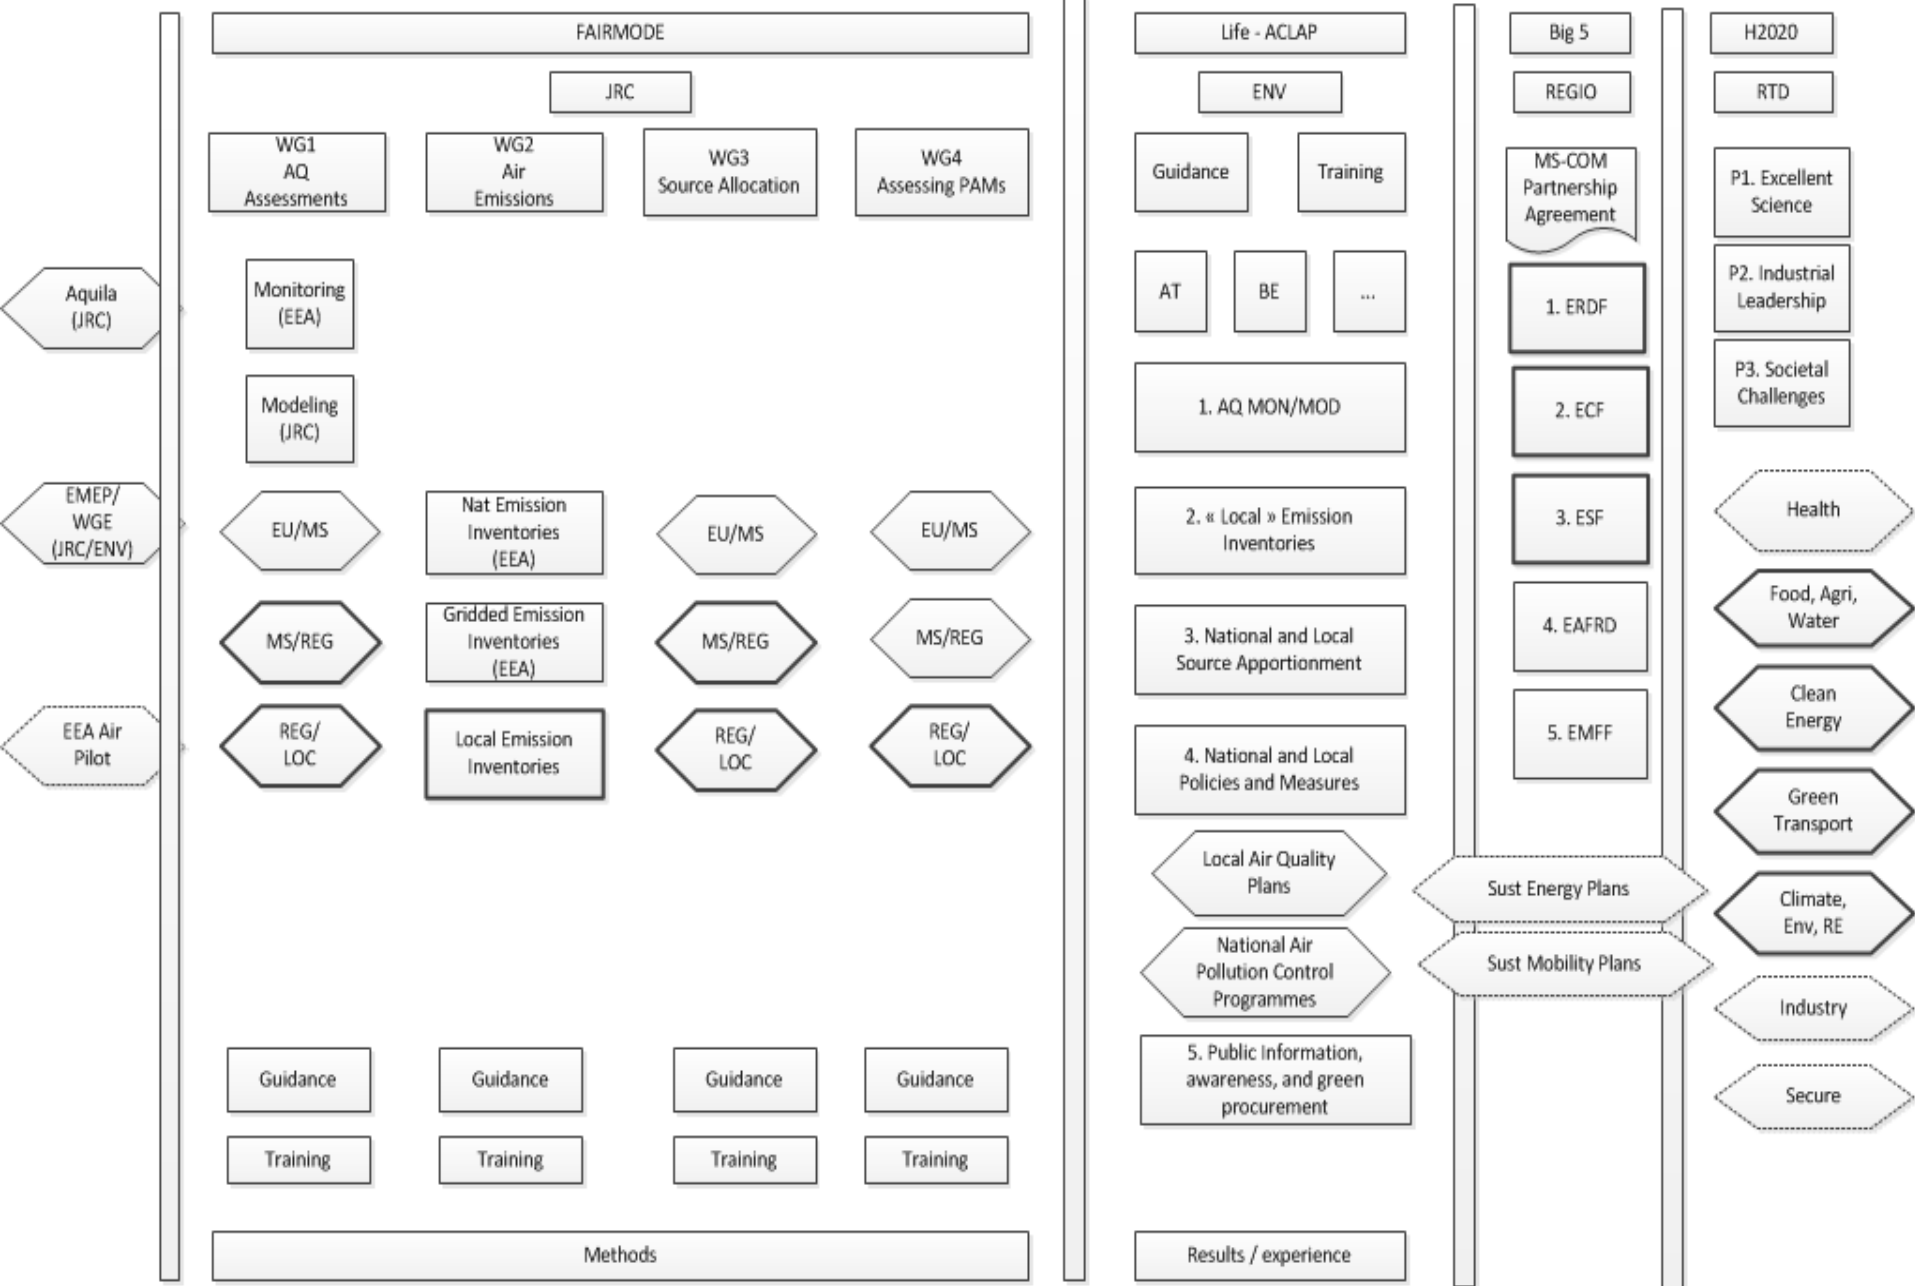 FAIRMODE
JRC
WG1
AQ
Assessments
WG2
Air
Emissions
WG3
Source Allocation
WG4
Assessing PAMs
Aquila
(JRC)
Monitoring
(EEA)
Modeling
(JRC)
EMEP/
WGE
(JRC/ENV)
EU/MS
Nat Emission
Inventories
(EEA)
EU/MS
EU/MS
MS/REG
Gridded Emission
Inventories
(EEA)
MS/REG
MS/REG
EEA Air
Pilot
REG/
LOC
Local Emission
Inventories
REG/
LOC
REG/
LOC
Guidance
Guidance
Guidance
Guidance
Training
Training
Training
Training
Methods
Life - ACLAP
ENV
Guidance
Training
AT
BE
...
1. AQ MON/MOD
2. « Local » Emission
Inventories
3. National and Local
Source Apportionment
4. National and Local
Policies and Measures
Local Air Quality
Plans
National Air
Pollution Control
Programmes
5. Public Information,
awareness, and green
procurement
Results / experience
Big 5
REGIO
MS-COM
Partnership
Agreement
1. ERDF
2. ECF
3. ESF
4. EAFRD
5. EMFF
Sust Energy Plans
Sust Mobility Plans
H2020
RTD
P1. Excellent
Science
P2. Industrial
Leadership
P3. Societal
Challenges
Health
Food, Agri,
Water
Clean
Energy
Green
Transport
Climate,
Env, RE
Industry
Secure